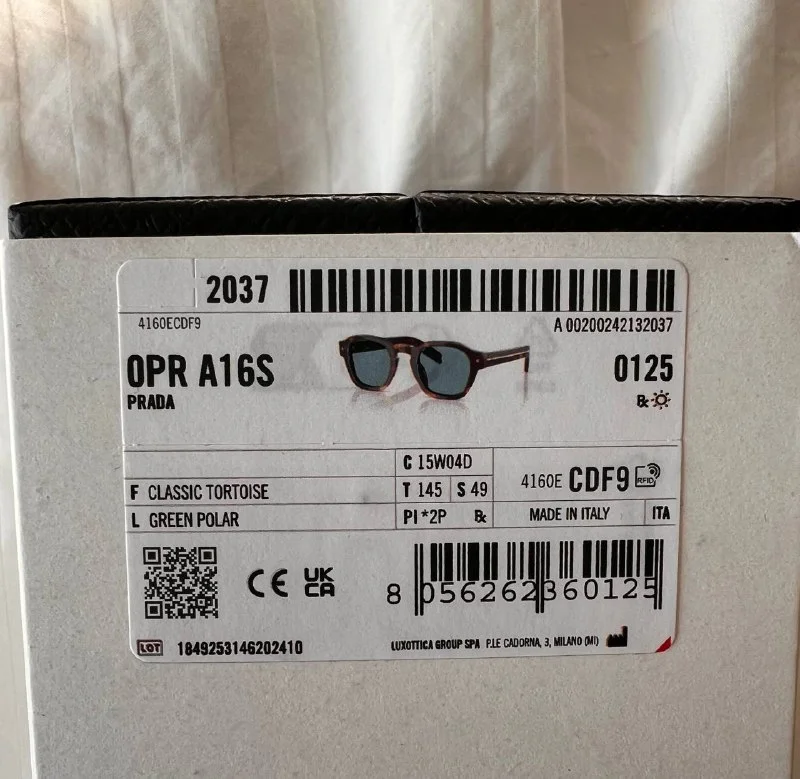 2037
4160ECDF9
A 00200242132037
0PR A16S
0125
PRADA
℞
C 15W04D
F CLASSIC TORTOISE
T 145 S 49
4160E CDF9 RFID
L GREEN POLAR
PI *2P ℞
MADE IN ITALY ITA
CE UK CA
8 056262 360125
LOT 1849253146202410
LUXOTTICA GROUP SPA P.LE CADORNA, 3, MILANO (MI)